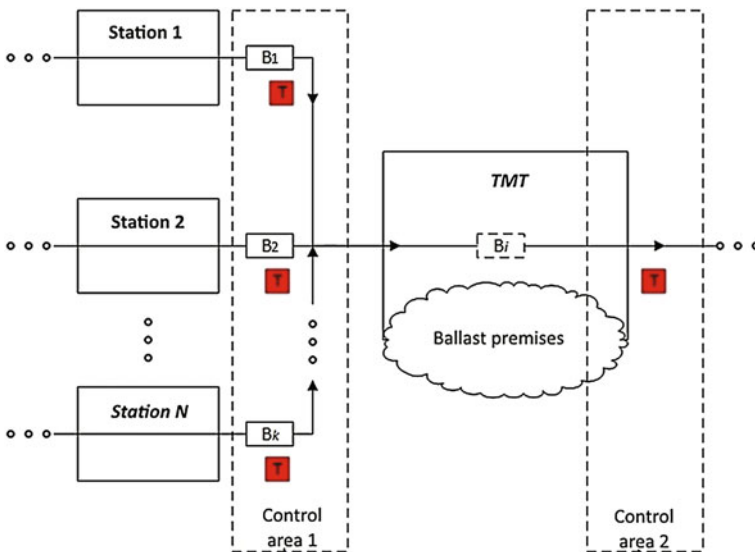 Station 1
B1
T
TMT
Station 2
B2
Bi
T
T
Ballast premises
Station N
Bk
T
Control
area 1
Control
area 2